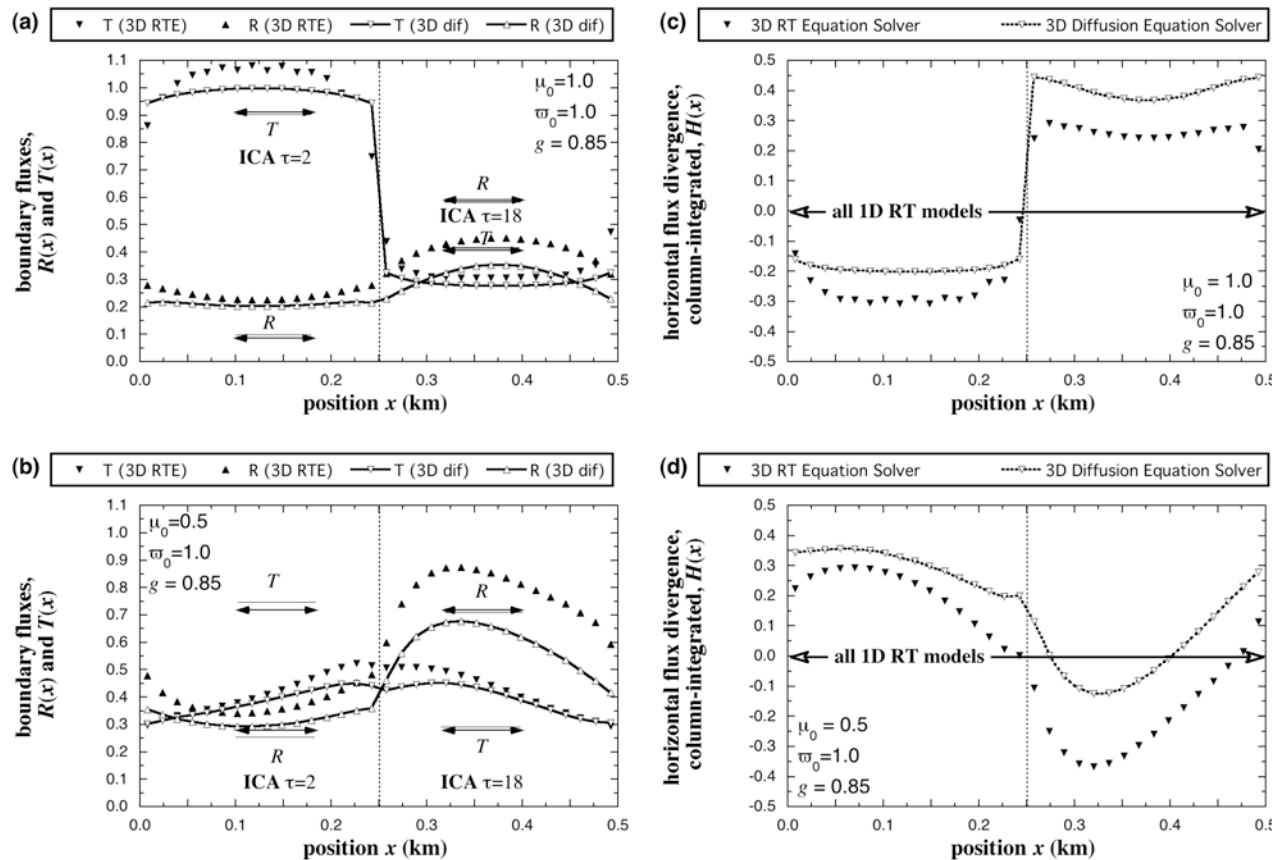 (a)
T (3D RTE) R (3D RTE) T (3D dif) R (3D dif)
boundary fluxes,
R(x) and T(x)
1.1
1.0
0.9
0.8
0.7
0.6
0.5
0.4
0.3
0.2
0.1
0.0
μ0=1.0
ϖ0=1.0
g = 0.85
T
ICA τ=2
R
ICA τ=18
T
R
0.0 0.1 0.2 0.3 0.4 0.5
position x (km)
(c)
3D RT Equation Solver 3D Diffusion Equation Solver
horizontal flux divergence,
column-integrated, H(x)
0.5
0.4
0.3
0.2
0.1
0.0
-0.1
-0.2
-0.3
-0.4
-0.5
all 1D RT models
μ0 = 1.0
ϖ0=1.0
g = 0.85
0.0 0.1 0.2 0.3 0.4 0.5
position x (km)
(b)
T (3D RTE) R (3D RTE) T (3D dif) R (3D dif)
boundary fluxes,
R(x) and T(x)
1.1
1.0
0.9
0.8
0.7
0.6
0.5
0.4
0.3
0.2
0.1
0.0
μ0=0.5
ϖ0=1.0
g = 0.85
T
R
R
T
ICA τ=2 ICA τ=18
0.0 0.1 0.2 0.3 0.4 0.5
position x (km)
(d)
3D RT Equation Solver 3D Diffusion Equation Solver
horizontal flux divergence,
column-integrated, H(x)
0.5
0.4
0.3
0.2
0.1
0.0
-0.1
-0.2
-0.3
-0.4
-0.5
all 1D RT models
μ0 = 0.5
ϖ0=1.0
g = 0.85
0.0 0.1 0.2 0.3 0.4 0.5
position x (km)